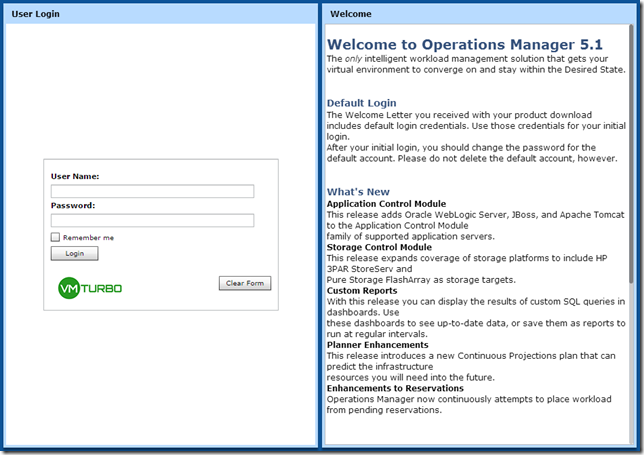 User Login
User Name:
Password:
Remember me
Login
VMTURBO
Clear Form
Welcome
Welcome to Operations Manager 5.1
The only intelligent workload management solution that gets your
virtual environment to converge on and stay within the Desired State.
Default Login
The Welcome Letter you received with your product download
includes default login credentials. Use those credentials for your initial
login.
After your initial login, you should change the password for the
default account. Please do not delete the default account, however.
What's New
Application Control Module
This release adds Oracle WebLogic Server, JBoss, and Apache Tomcat
to the Application Control Module
family of supported application servers.
Storage Control Module
This release expands coverage of storage platforms to include HP
3PAR StoreServ and
Pure Storage FlashArray as storage targets.
Custom Reports
With this release you can display the results of custom SQL queries in
dashboards. Use
these dashboards to see up-to-date data, or save them as reports to
run at regular intervals.
Planner Enhancements
This release introduces a new Continuous Projections plan that can
predict the infrastructure
resources you will need into the future.
Enhancements to Reservations
Operations Manager now continuously attempts to place workload
from pending reservations.